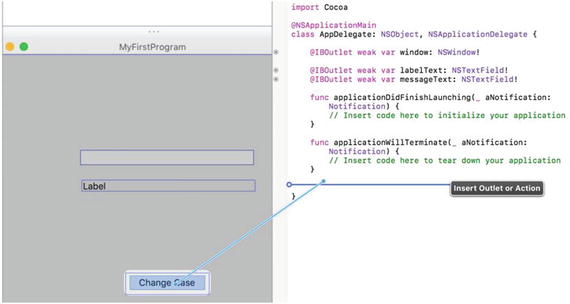 MyFirstProgram
Label
Change Case
import Cocoa
@NSApplicationMain
class AppDelegate: NSObject, NSApplicationDelegate {
@IBOutlet weak var window: NSWindow!
@IBOutlet weak var labelText: NSTextField!
@IBOutlet weak var messageText: NSTextField!
func applicationDidFinishLaunching(_ aNotification:
Notification) {
// Insert code here to initialize your application
}
func applicationWillTerminate(_ aNotification:
Notification) {
// Insert code here to tear down your application
}
Insert Outlet or Action
}